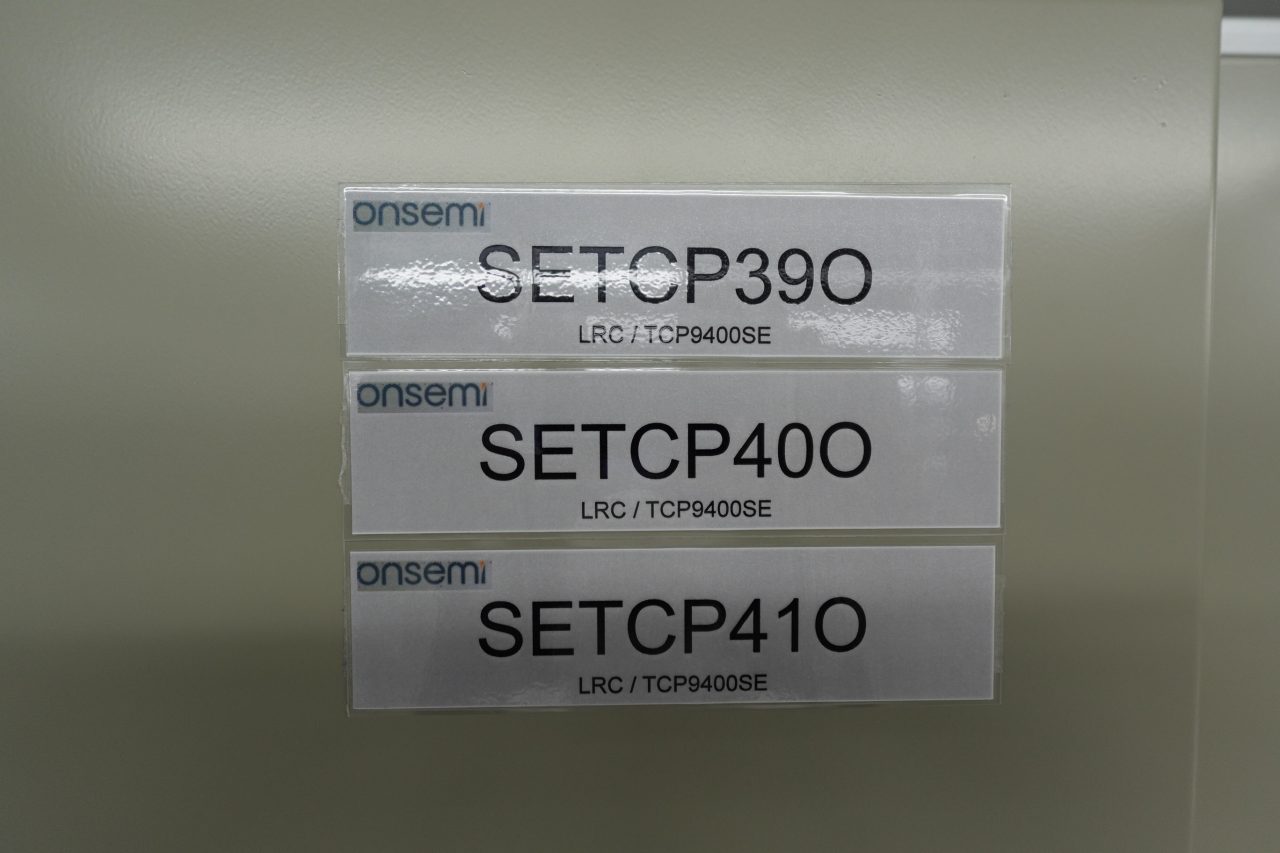 onsemi
SETCP39O
LRC / TCP9400SE
onsemi
SETCP40O
LRC / TCP9400SE
onsemi
SETCP41O
LRC / TCP9400SE